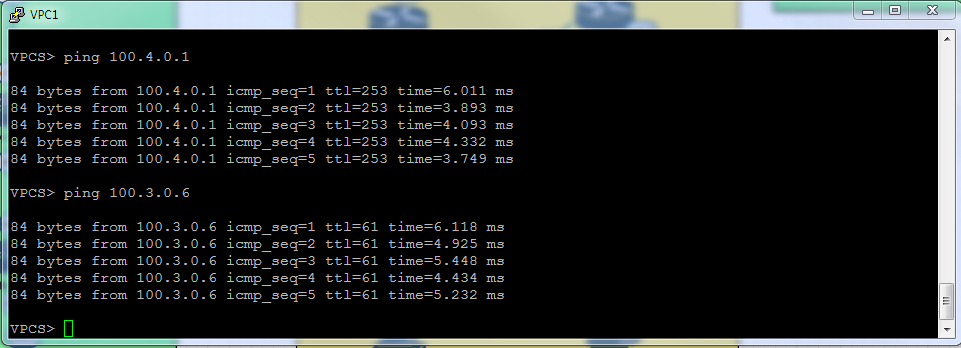 VPC1
VPCS> ping 100.4.0.1
84 bytes from 100.4.0.1 icmp_seq=1 ttl=253 time=6.011 ms
84 bytes from 100.4.0.1 icmp_seq=2 ttl=253 time=3.893 ms
84 bytes from 100.4.0.1 icmp_seq=3 ttl=253 time=4.093 ms
84 bytes from 100.4.0.1 icmp_seq=4 ttl=253 time=4.332 ms
84 bytes from 100.4.0.1 icmp_seq=5 ttl=253 time=3.749 ms
VPCS> ping 100.3.0.6
84 bytes from 100.3.0.6 icmp_seq=1 ttl=61 time=6.118 ms
84 bytes from 100.3.0.6 icmp_seq=2 ttl=61 time=4.925 ms
84 bytes from 100.3.0.6 icmp_seq=3 ttl=61 time=5.448 ms
84 bytes from 100.3.0.6 icmp_seq=4 ttl=61 time=4.434 ms
84 bytes from 100.3.0.6 icmp_seq=5 ttl=61 time=5.232 ms
VPCS>